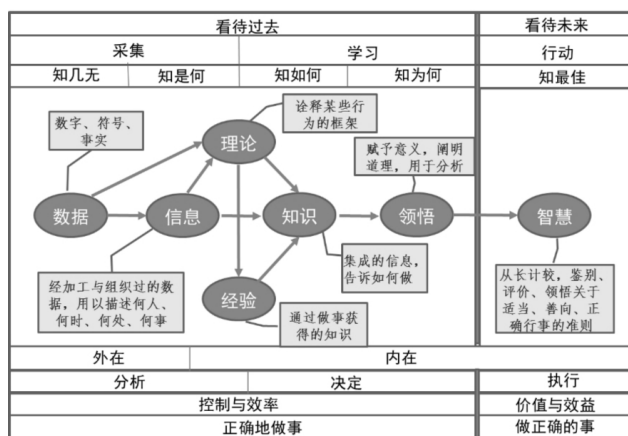 看待过去
看待未来
采集
学习
行动
知几无
知是何
知如何
知为何
知最佳
数字、符号、
事实
诠释某些行
为的框架
理论
赋予意义，阐明
道理，用于分析
数据
信息
知识
领悟
智慧
经加工与组织过的数
据，用以描述何人、
何时、何处、何事
集成的信息，
告诉如何做
从长计较，鉴别
、评价、领悟关于
适当、善向、正
确行事的准则
经验
通过做事获
得的知识
外在
内在
分析
决定
执行
控制与效率
价值与效益
正确地做事
做正确的事